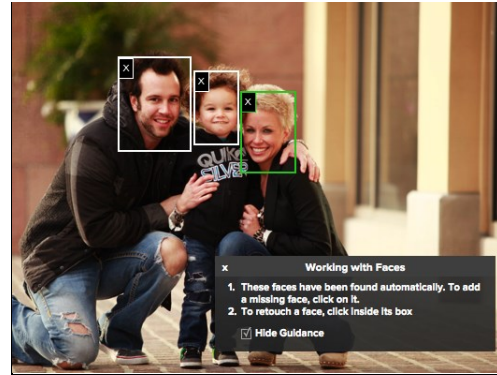 X
X
X
QUIK
SILVER
x Working with Faces
1. These faces have been found automatically. To add
a missing face, click on it.
2. To retouch a face, click inside its box
Hide Guidance